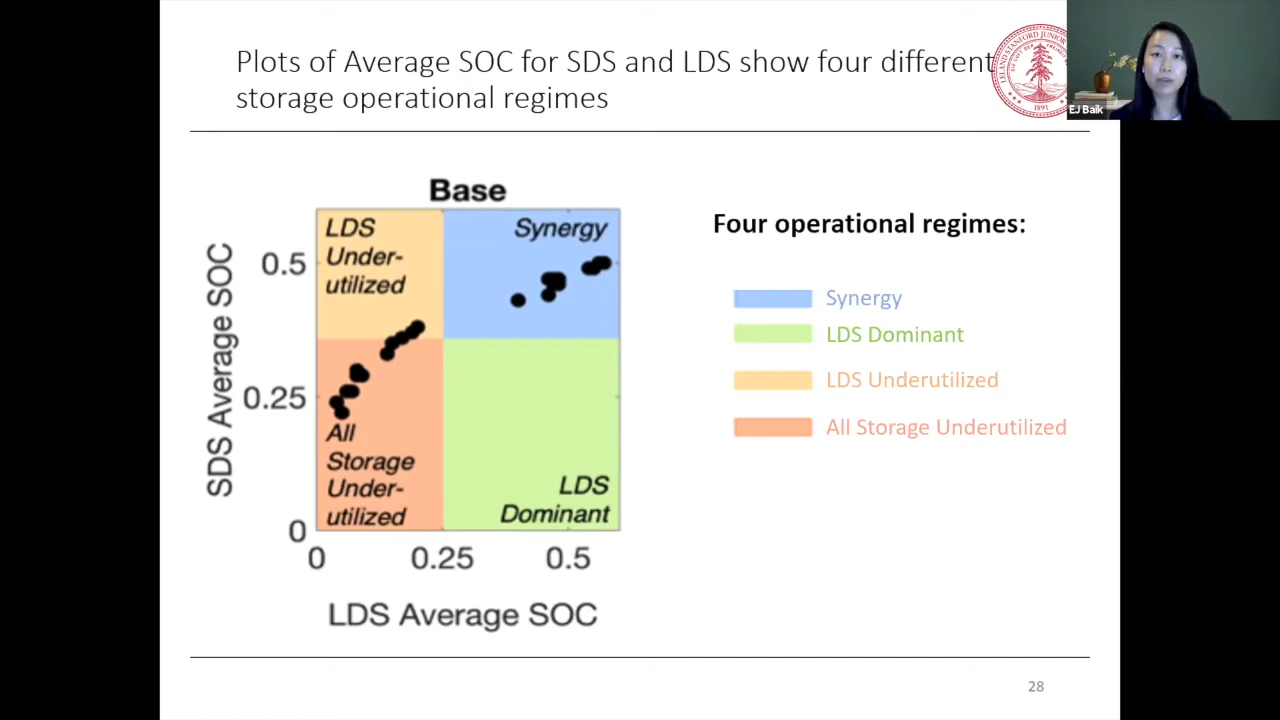 Plots of Average SOC for SDS and LDS show four different
storage operational regimes
EJ Baik
1891
Base
LDS
Under-
utilized
Synergy
All
Storage
Under-
utilized
LDS
Dominant
SDS Average SOC
0.5
0.25
0
0
0.25
0.5
LDS Average SOC
Four operational regimes:
Synergy
LDS Dominant
LDS Underutilized
All Storage Underutilized
28